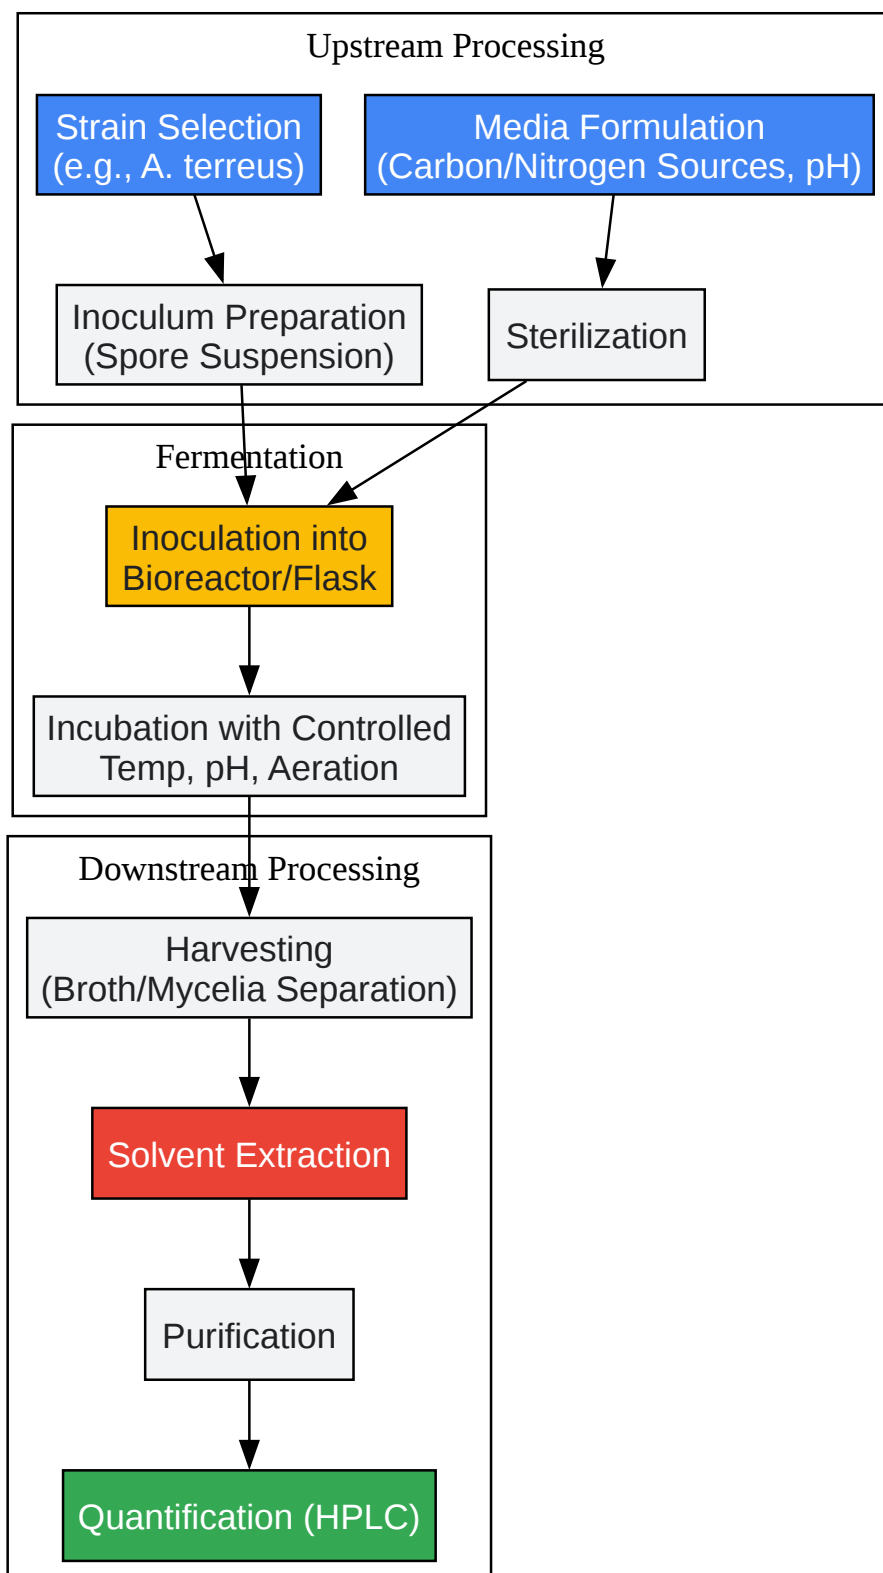 Upstream Processing
Strain Selection
(e.g., A. terreus)
Media Formulation
(Carbon/Nitrogen Sources, pH)
Inoculum Preparation
(Spore Suspension)
Sterilization
Fermentation
Inoculation into
Bioreactor/Flask
Incubation with Controlled
Temp, pH, Aeration
Downstream Processing
Harvesting
(Broth/Mycelia Separation)
Solvent Extraction
Purification
Quantification (HPLC)